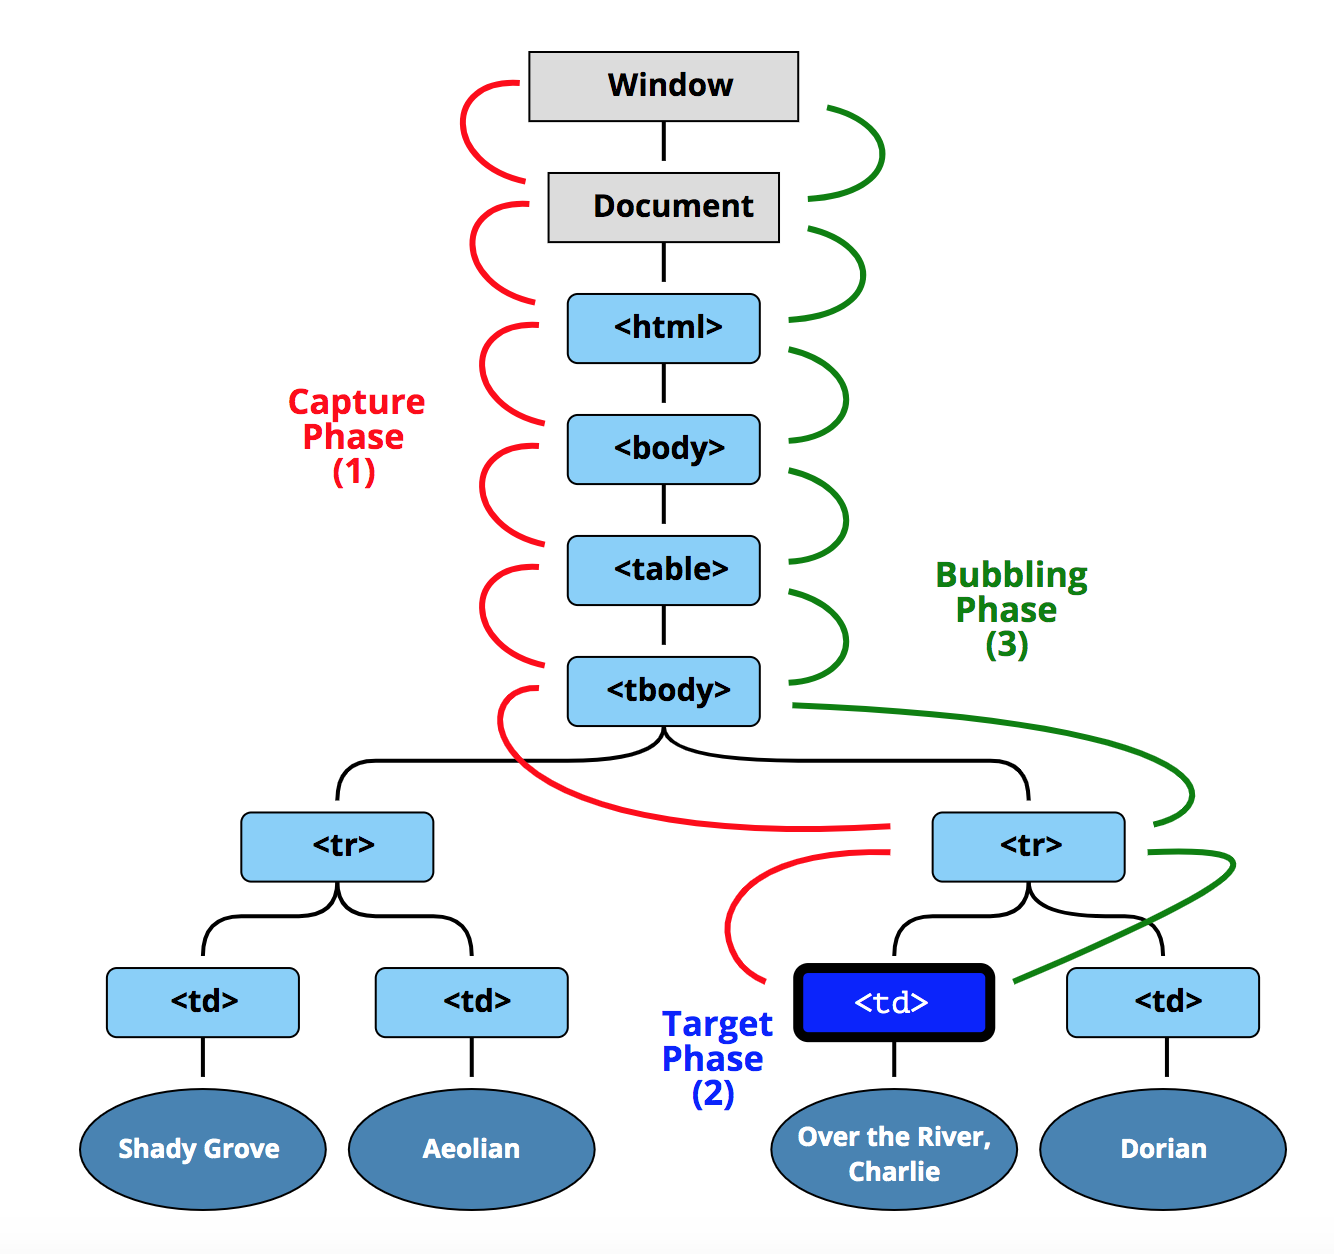 Window
Document
<html>
Capture
Phase
(1)
<body>
<table>
Bubbling
Phase
(3)
<tbody>
<tr>
<tr>
<td>
<td>
<td>
<td>
Target
Phase
(2)
Shady Grove
Aeolian
Over the River,
Charlie
Dorian